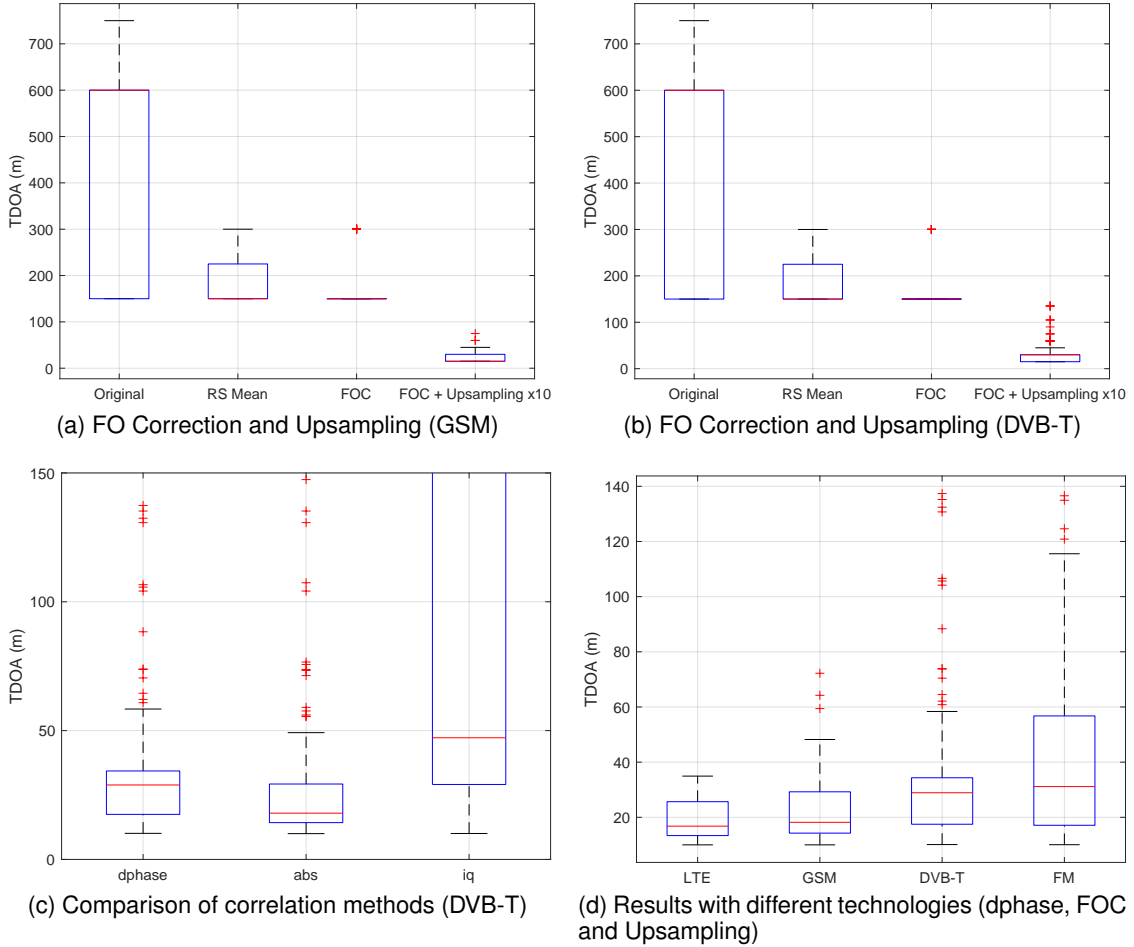 700
600
500
400
300
200
100
0
TDOA (m)
Original RS Mean FOC FOC + Upsampling x10
(a) FO Correction and Upsampling (GSM)
700
600
500
400
300
200
100
0
TDOA (m)
Original RS Mean FOC FOC + Upsampling x10
(b) FO Correction and Upsampling (DVB-T)
150
100
50
0
TDOA (m)
dphase abs iq
(c) Comparison of correlation methods (DVB-T)
140
120
100
80
60
40
20
TDOA (m)
LTE GSM DVB-T FM
(d) Results with different technologies (dphase, FOC
and Upsampling)